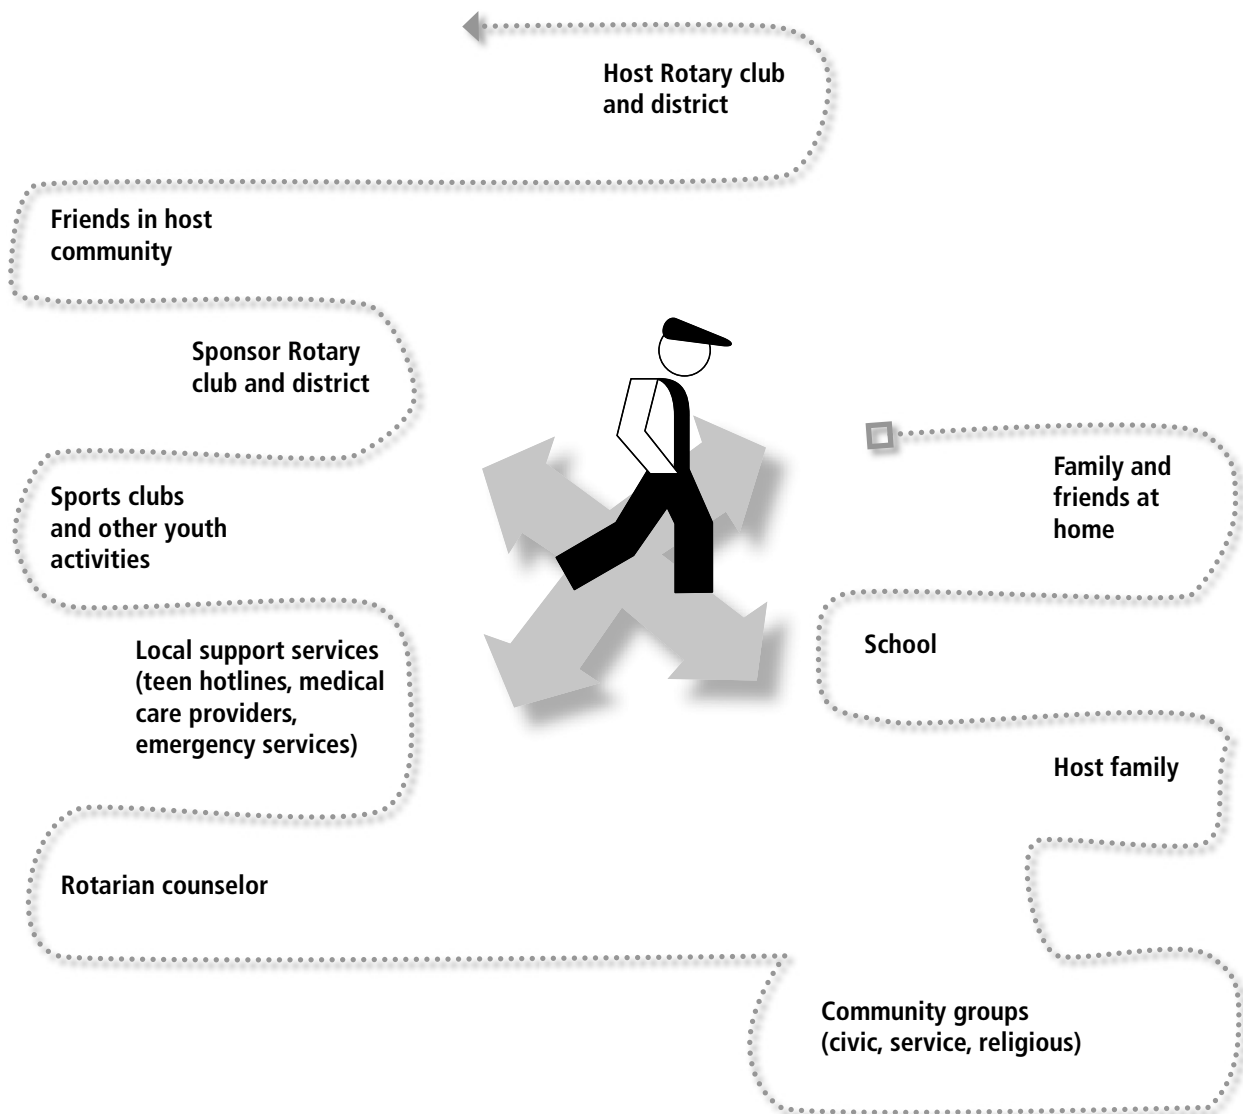 Host Rotary club
and district
Friends in host
community
Sponsor Rotary
club and district
Family and
friends at
home
Sports clubs
and other youth
activities
School
Local support services
(teen hotlines, medical
care providers,
emergency services)
Host family
Rotarian counselor
Community groups
(civic, service, religious)